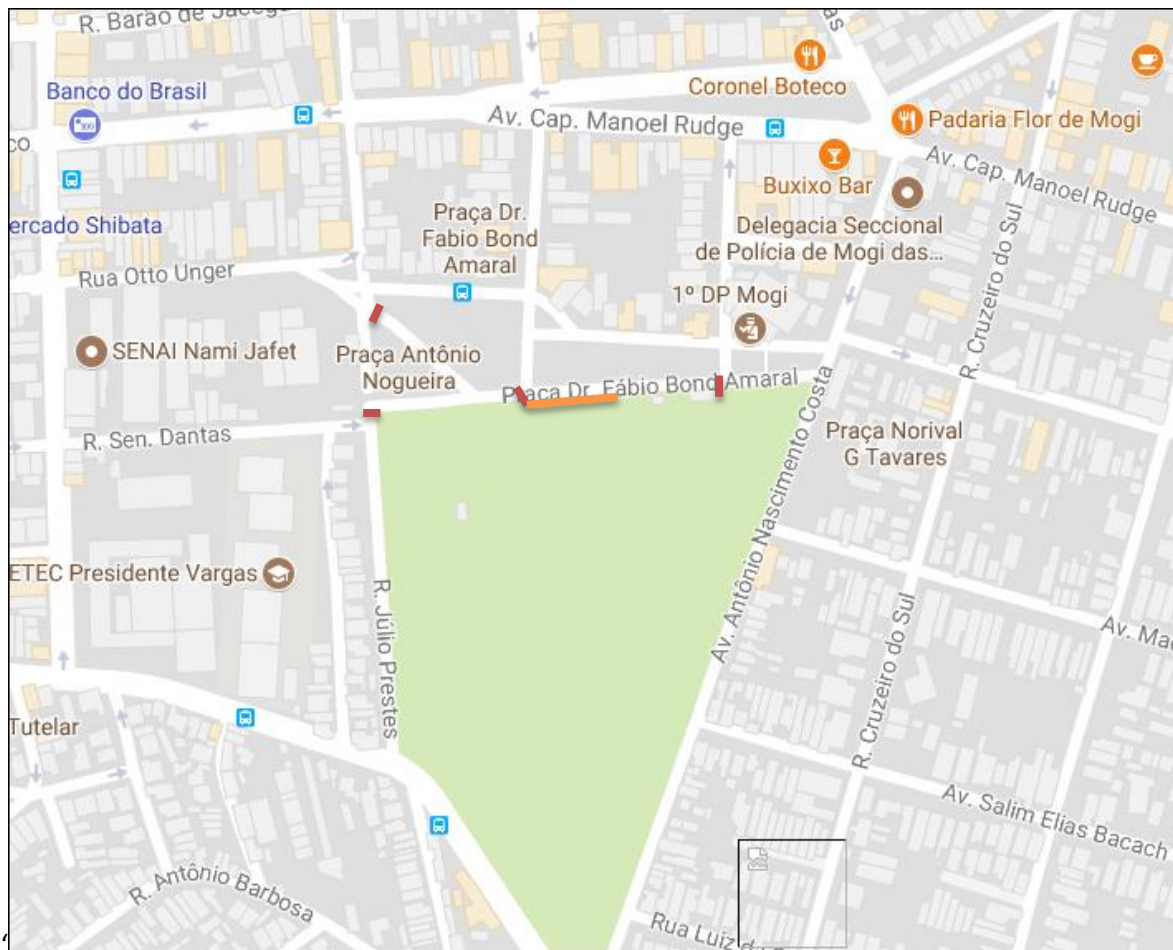 R. Barão de Jaceg
as
Banco do Brasil
Coronel Boteco
Av. Cap. Manoel Rudge
Padaria Flor de Mogi
co
Av. Cap. Manoel Rudge
Buxixo Bar
ercado Shibata
Praça Dr.
Fabio Bond
Amaral
Delegacia Seccional
de Polícia de Mogi das...
R. Cruzeiro do Sul
Rua Otto Unger
1º DP Mogi
SENAI Nami Jafet
Praça Antônio
Nogueira
Praça Dr. Fábio Bond Amaral
R. Sen. Dantas
Praça Norival
G Tavares
Av. Antônio Nascimento Costa
ETEC Presidente Vargas
R. Júlio Prestes
R. Cruzeiro do Sul
Av. Ma
Tutelar
Av. Salim Elias Bacach
R. Antônio Barbosa
Rua Luiz d